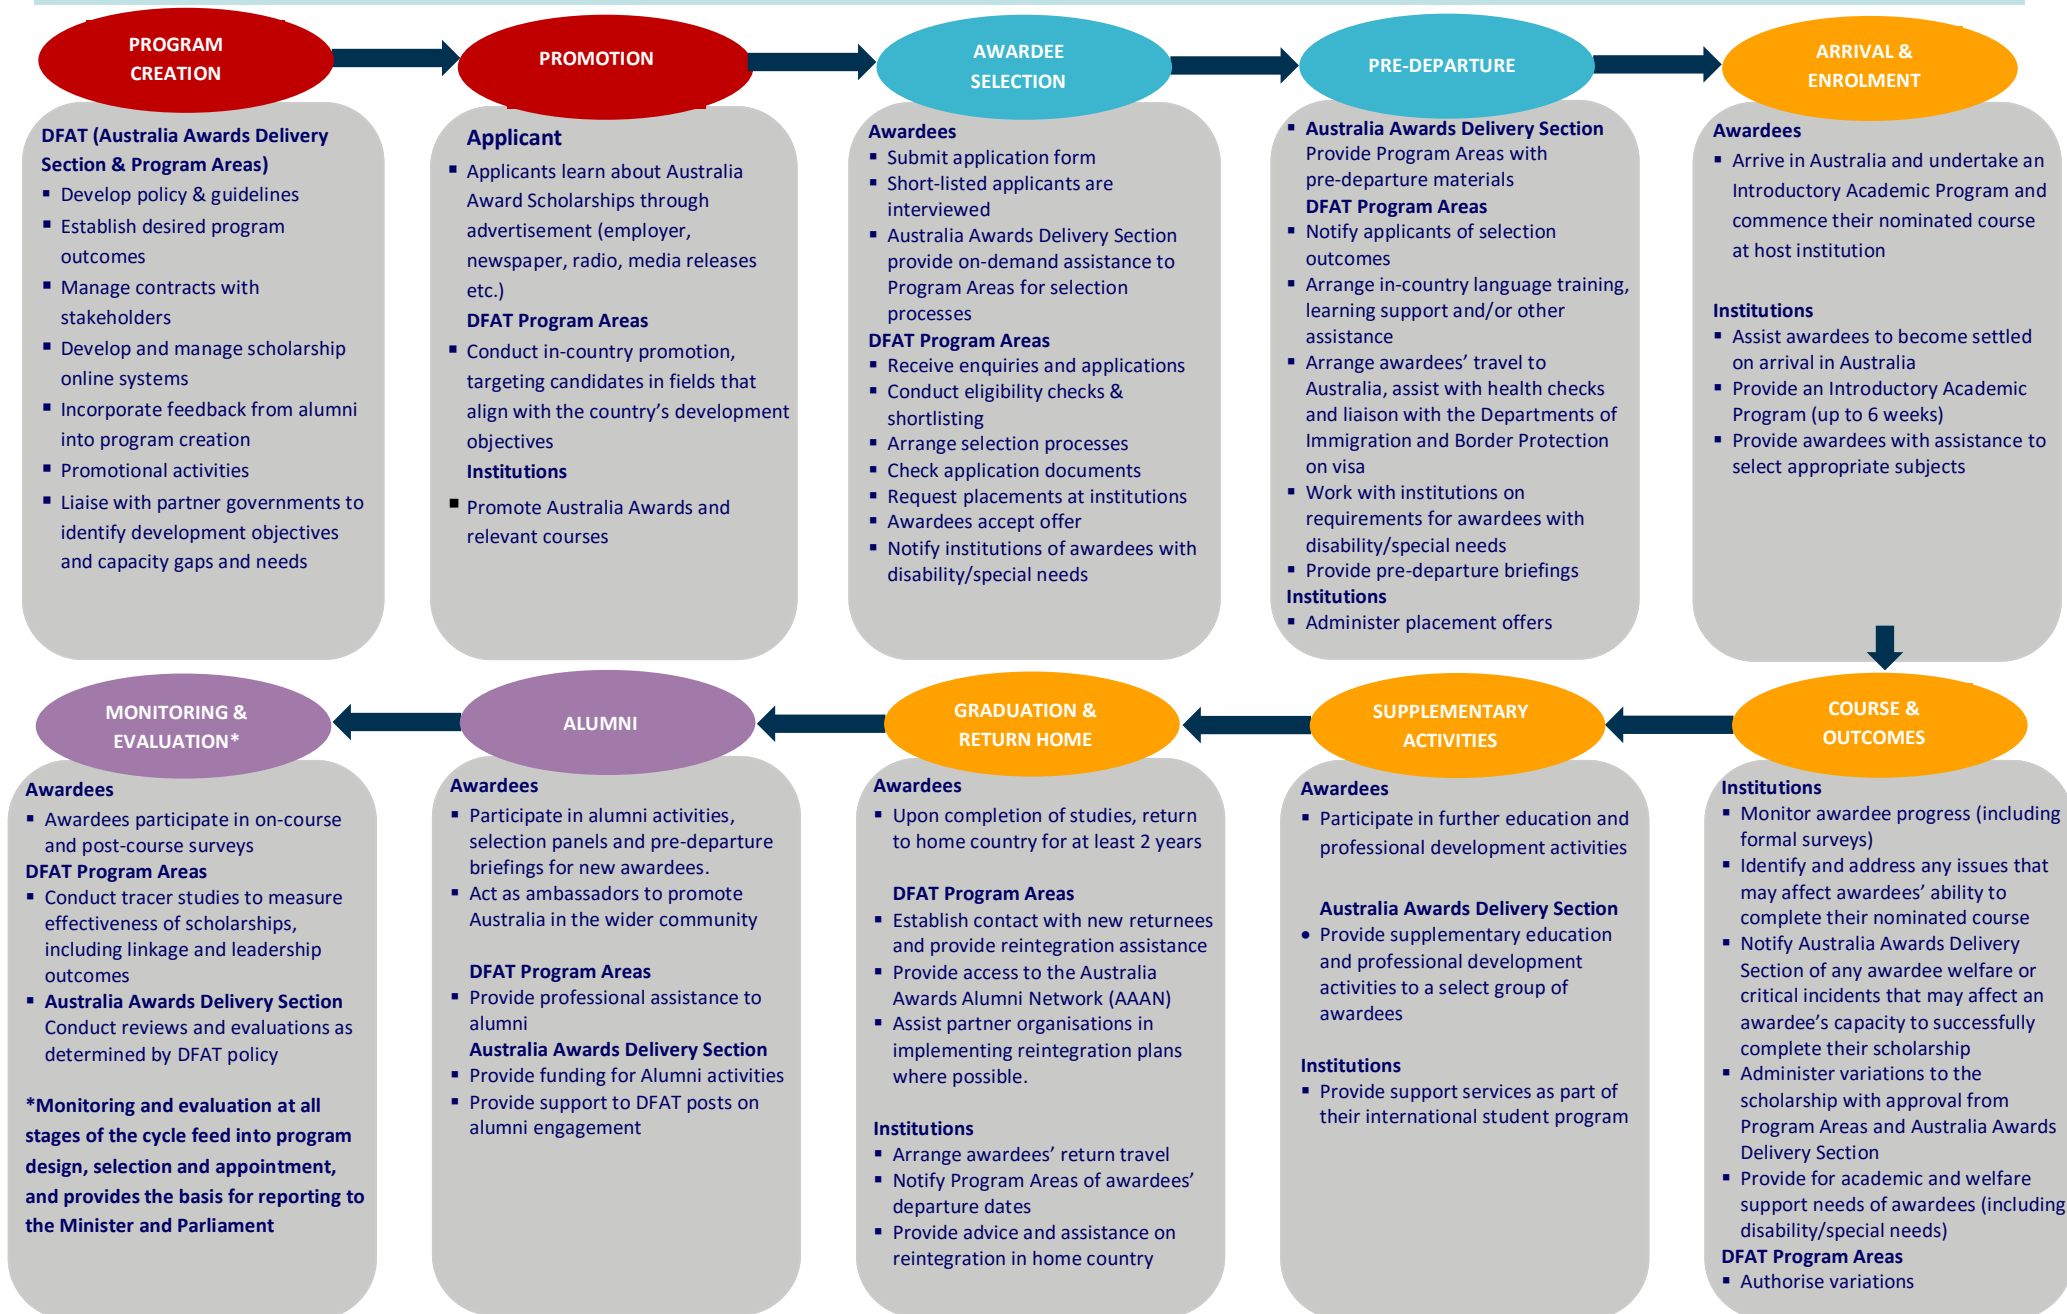 PROGRAM
CREATION
DFAT (Australia Awards Delivery
Section & Program Areas)
▪ Develop policy & guidelines
▪ Establish desired program
outcomes
▪ Manage contracts with
stakeholders
▪ Develop and manage scholarship
online systems
▪ Incorporate feedback from alumni
into program creation
▪ Promotional activities
▪ Liaise with partner governments to
identify development objectives
and capacity gaps and needs
PROMOTION
Applicant
▪ Applicants learn about Australia
Award Scholarships through
advertisement (employer,
newspaper, radio, media releases
etc.)
DFAT Program Areas
▪ Conduct in-country promotion,
targeting candidates in fields that
align with the country’s development
objectives
Institutions
▪ Promote Australia Awards and
relevant courses
AWARDEE
SELECTION
Awardees
▪ Submit application form
▪ Short-listed applicants are
interviewed
▪ Australia Awards Delivery Section
provide on-demand assistance to
Program Areas for selection
processes
DFAT Program Areas
▪ Receive enquiries and applications
▪ Conduct eligibility checks &
shortlisting
▪ Arrange selection processes
▪ Check application documents
▪ Request placements at institutions
▪ Awardees accept offer
▪ Notify institutions of awardees with
disability/special needs
PRE-DEPARTURE
▪ Australia Awards Delivery Section
Provide Program Areas with
pre-departure materials
DFAT Program Areas
▪ Notify applicants of selection
outcomes
▪ Arrange in-country language training,
learning support and/or other
assistance
▪ Arrange awardees’ travel to
Australia, assist with health checks
and liaison with the Departments of
Immigration and Border Protection
on visa
▪ Work with institutions on
requirements for awardees with
disability/special needs
▪ Provide pre-departure briefings
Institutions
▪ Administer placement offers
ARRIVAL &
ENROLMENT
Awardees
▪ Arrive in Australia and undertake an
Introductory Academic Program and
commence their nominated course
at host institution
Institutions
▪ Assist awardees to become settled
on arrival in Australia
▪ Provide an Introductory Academic
Program (up to 6 weeks)
▪ Provide awardees with assistance to
select appropriate subjects
COURSE &
OUTCOMES
Institutions
▪ Monitor awardee progress (including
formal surveys)
▪ Identify and address any issues that
may affect awardees’ ability to
complete their nominated course
▪ Notify Australia Awards Delivery
Section of any awardee welfare or
critical incidents that may affect an
awardee’s capacity to successfully
complete their scholarship
▪ Administer variations to the
scholarship with approval from
Program Areas and Australia Awards
Delivery Section
▪ Provide for academic and welfare
support needs of awardees (including
disability/special needs)
DFAT Program Areas
▪ Authorise variations
SUPPLEMENTARY
ACTIVITIES
Awardees
▪ Participate in further education and
professional development activities
Australia Awards Delivery Section
• Provide supplementary education
and professional development
activities to a select group of
awardees
Institutions
▪ Provide support services as part of
their international student program
GRADUATION &
RETURN HOME
Awardees
▪ Upon completion of studies, return
to home country for at least 2 years
DFAT Program Areas
▪ Establish contact with new returnees
and provide reintegration assistance
▪ Provide access to the Australia
Awards Alumni Network (AAAN)
▪ Assist partner organisations in
implementing reintegration plans
where possible.
Institutions
▪ Arrange awardees’ return travel
▪ Notify Program Areas of awardees’
departure dates
▪ Provide advice and assistance on
reintegration in home country
ALUMNI
Awardees
▪ Participate in alumni activities,
selection panels and pre-departure
briefings for new awardees.
▪ Act as ambassadors to promote
Australia in the wider community
DFAT Program Areas
▪ Provide professional assistance to
alumni
Australia Awards Delivery Section
▪ Provide funding for Alumni activities
▪ Provide support to DFAT posts on
alumni engagement
MONITORING &
EVALUATION*
Awardees
▪ Awardees participate in on-course
and post-course surveys
DFAT Program Areas
▪ Conduct tracer studies to measure
effectiveness of scholarships,
including linkage and leadership
outcomes
▪ Australia Awards Delivery Section
Conduct reviews and evaluations as
determined by DFAT policy
*Monitoring and evaluation at all
stages of the cycle feed into program
design, selection and appointment,
and provides the basis for reporting to
the Minister and Parliament